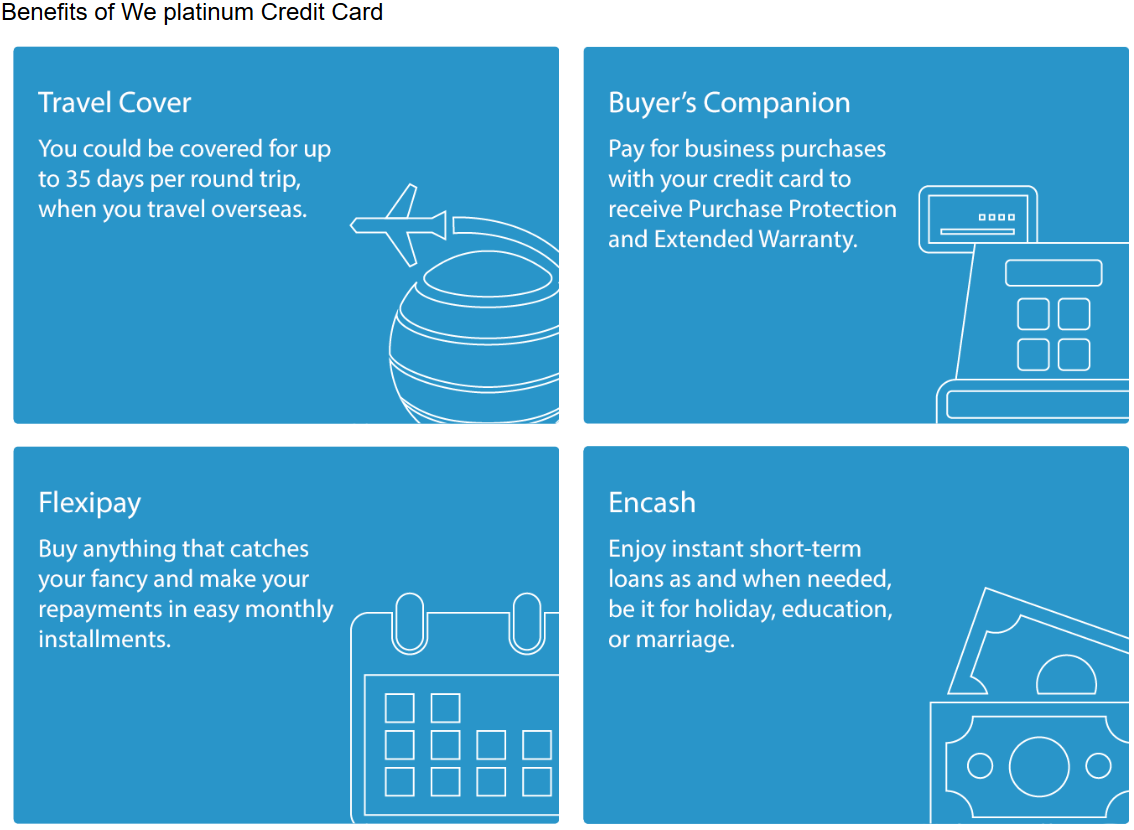 Benefits of We platinum Credit Card
Travel Cover
You could be covered for up
to 35 days per round trip,
when you travel overseas.
Buyer’s Companion
Pay for business purchases
with your credit card to
receive Purchase Protection
and Extended Warranty.
Flexipay
Buy anything that catches
your fancy and make your
repayments in easy monthly
installments.
Encash
Enjoy instant short-term
loans as and when needed,
be it for holiday, education,
or marriage.